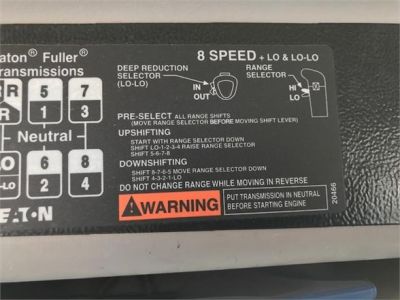 aton® Fuller®
ransmissions
8 SPEED + LO & LO-LO
DEEP REDUCTION
SELECTOR
(LO-LO)
IN
OUT
RANGE
SELECTOR
HI
LO
R 5 7
R 1 3
Neutral
LO 6 8
-LO 2 4
PRE-SELECT ALL RANGE SHIFTS
(MOVE RANGE SELECTOR BEFORE MOVING SHIFT LEVER)
UPSHIFTING
START WITH RANGE SELECTOR DOWN
SHIFT LO-1-2-3-4 RAISE RANGE SELECTOR
SHIFT 5-6-7-8
DOWNSHIFTING
SHIFT 8-7-6-5 MOVE RANGE SELECTOR DOWN
SHIFT 4-3-2-1-LO
DO NOT CHANGE RANGE WHILE MOVING IN REVERSE
WARNING
PUT TRANSMISSION IN NEUTRAL
BEFORE STARTING ENGINE
20466
E·T·N